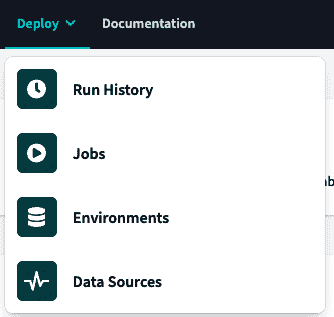 Deploy Documentation
Run History
Jobs
Environments
Data Sources